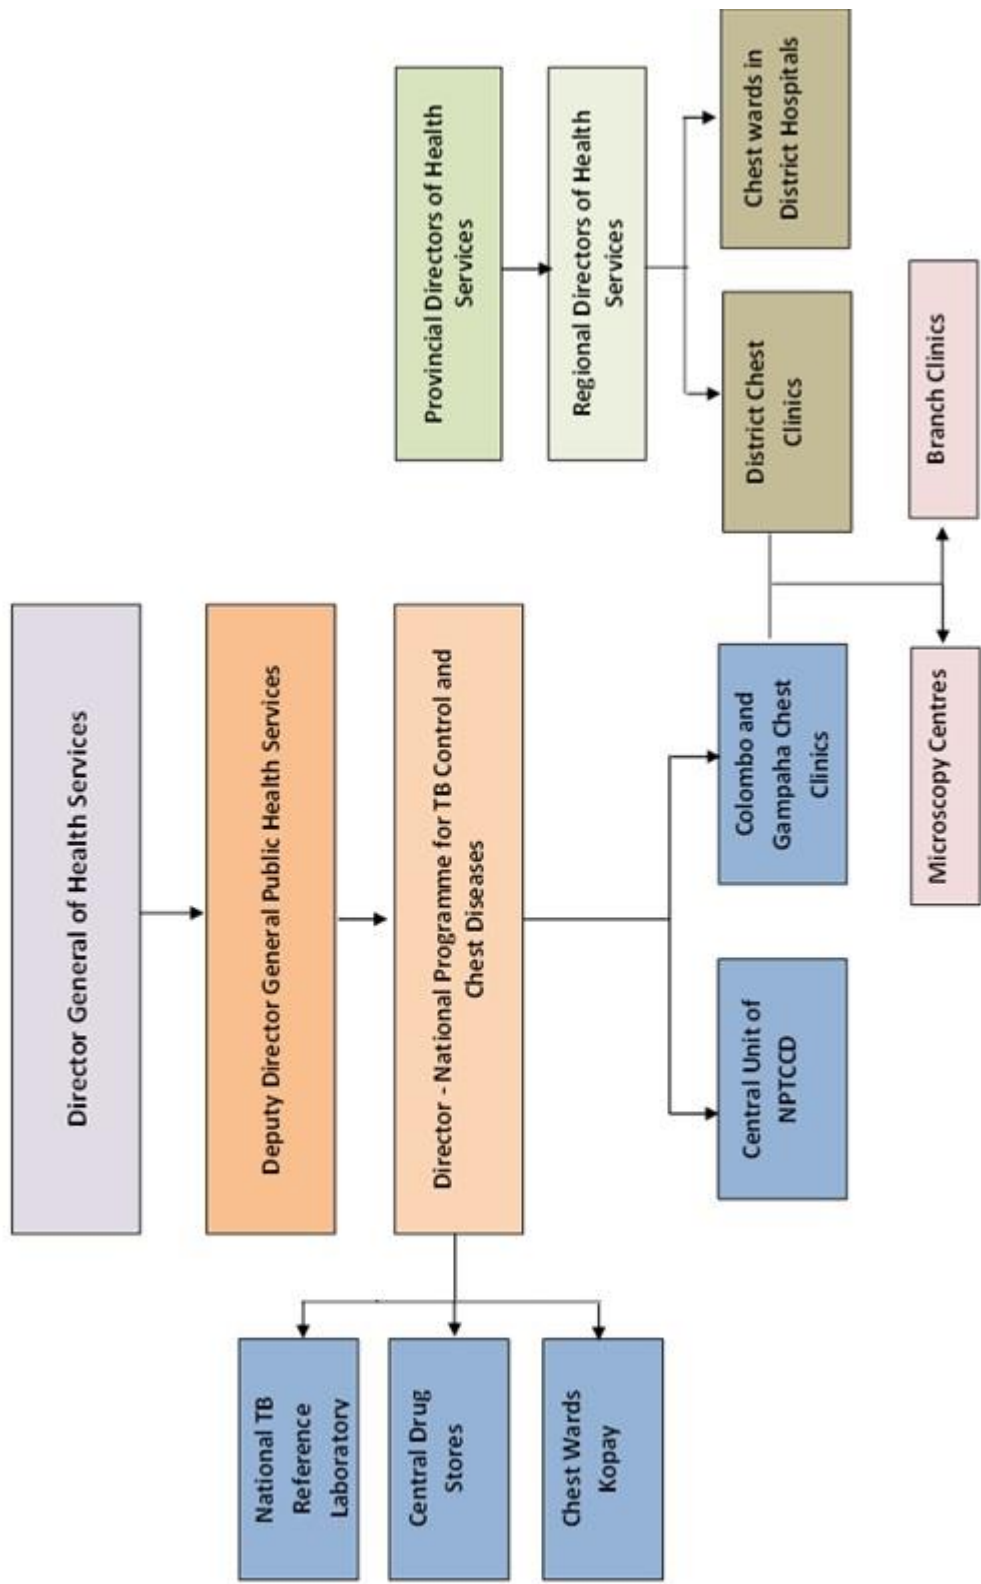 Director General of Health Services
Deputy Director General Public Health Services
Director - National Programme for TB Control and
Chest Diseases
National TB
Reference
Laboratory
Central Drug
Stores
Chest Wards
Kopay
Central Unit of
NPTCCD
Colombo and
Gampaha Chest
Clinics
Provincial Directors of Health
Services
Regional Directors of Health
Services
District Chest
Clinics
Chest wards in
District Hospitals
Microscopy Centres
Branch Clinics